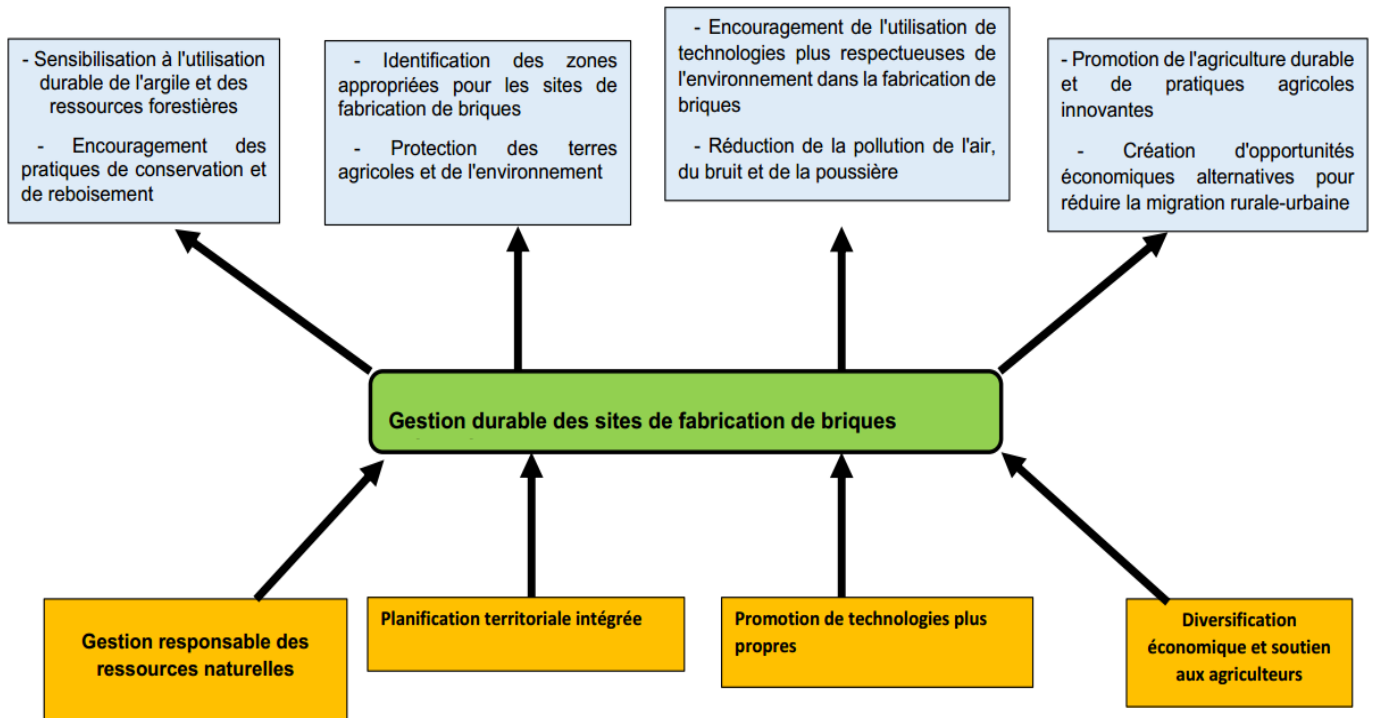 - Sensibilisation à l'utilisation
durable de l'argile et des
ressources forestières
- Encouragement des
pratiques de conservation et
de reboisement
- Identification des zones
appropriées pour les sites de
fabrication de briques
- Protection des terres
agricoles et de l'environnement
- Encouragement de l'utilisation de
technologies plus respectueuses de
l'environnement dans la fabrication de
briques
- Réduction de la pollution de l'air,
du bruit et de la poussière
- Promotion de l'agriculture durable
et de pratiques agricoles
innovantes
- Création d'opportunités
économiques alternatives pour
réduire la migration rurale-urbaine
Gestion durable des sites de fabrication de briques
Gestion responsable des
ressources naturelles
Planification territoriale intégrée
Promotion de technologies plus
propres
Diversification
économique et soutien
aux agriculteurs